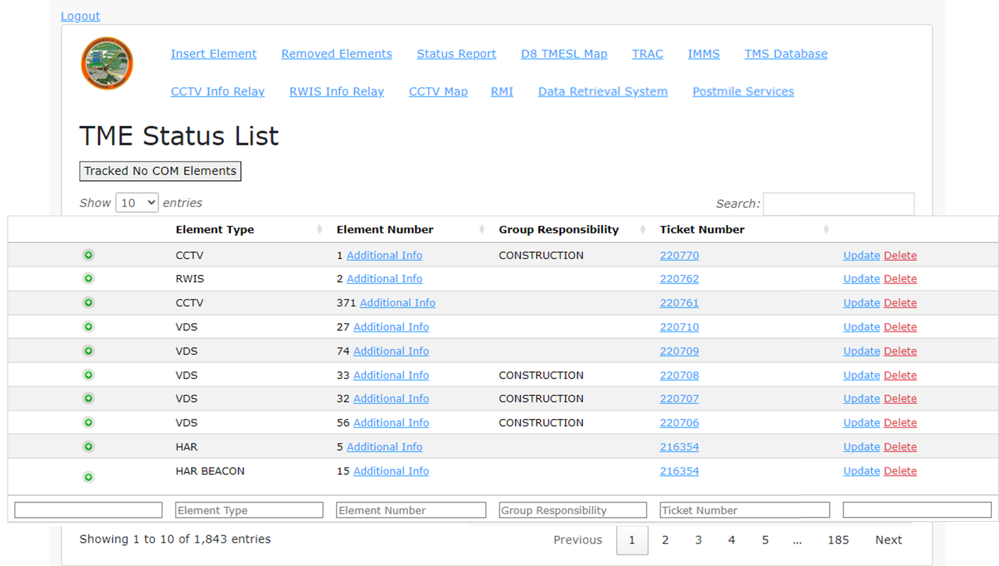 Logout
Insert Element Removed Elements Status Report D8 TMESL Map TRAC IMMS TMS Database
CCTV Info Relay RWIS Info Relay CCTV Map RMI Data Retrieval System Postmile Services
TME Status List
Tracked No COM Elements
Show 10 entries Search:
Element Type Element Number Group Responsibility Ticket Number
CCTV 1 Additional Info CONSTRUCTION 220770 Update Delete
RWIS 2 Additional Info 220762 Update Delete
CCTV 371 Additional Info 220761 Update Delete
VDS 27 Additional Info 220710 Update Delete
VDS 74 Additional Info 220709 Update Delete
VDS 33 Additional Info CONSTRUCTION 220708 Update Delete
VDS 32 Additional Info CONSTRUCTION 220707 Update Delete
VDS 56 Additional Info CONSTRUCTION 220706 Update Delete
HAR 5 Additional Info 216354 Update Delete
HAR BEACON 15 Additional Info 216354 Update Delete
Element Type Element Number Group Responsibility Ticket Number
Showing 1 to 10 of 1,843 entries Previous 1 2 3 4 5 ... 185 Next